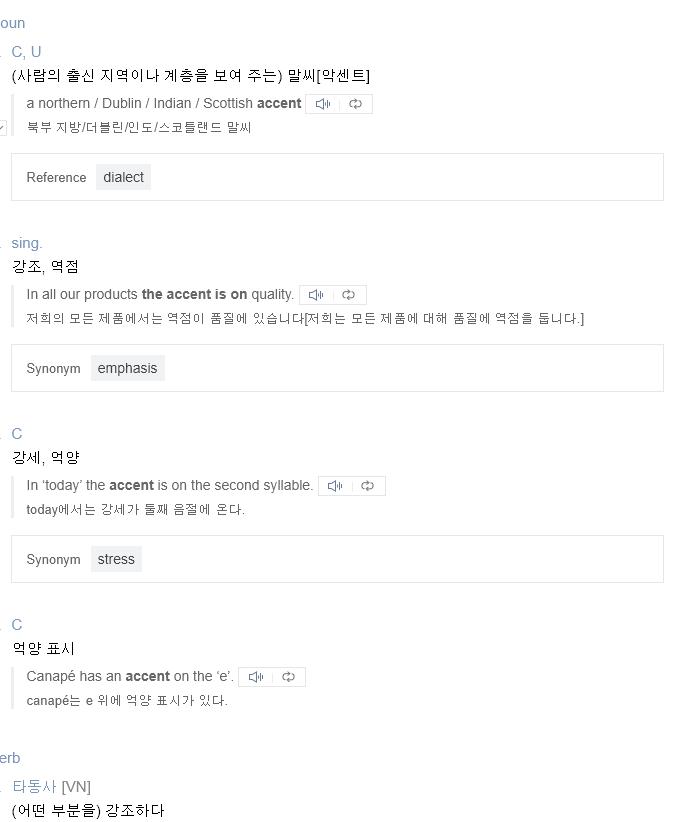 oun
C, U
(사람의 출신 지역이나 계층을 보여 주는) 말씨[악센트]
a northern / Dublin / Indian / Scottish accent
북부 지방/더블린/인도/스코틀랜드 말씨
Reference dialect
sing.
강조, 역점
In all our products the accent is on quality.
저희의 모든 제품에서는 역점이 품질에 있습니다[저희는 모든 제품에 대해 품질에 역점을 둡니다.]
Synonym emphasis
C
강세, 억양
In ‘today’ the accent is on the second syllable.
today에서는 강세가 둘째 음절에 온다.
Synonym stress
C
억양 표시
Canapé has an accent on the ‘e’.
canapé는 e 위에 억양 표시가 있다.
erb
타동사 [VN]
(어떤 부분을) 강조하다